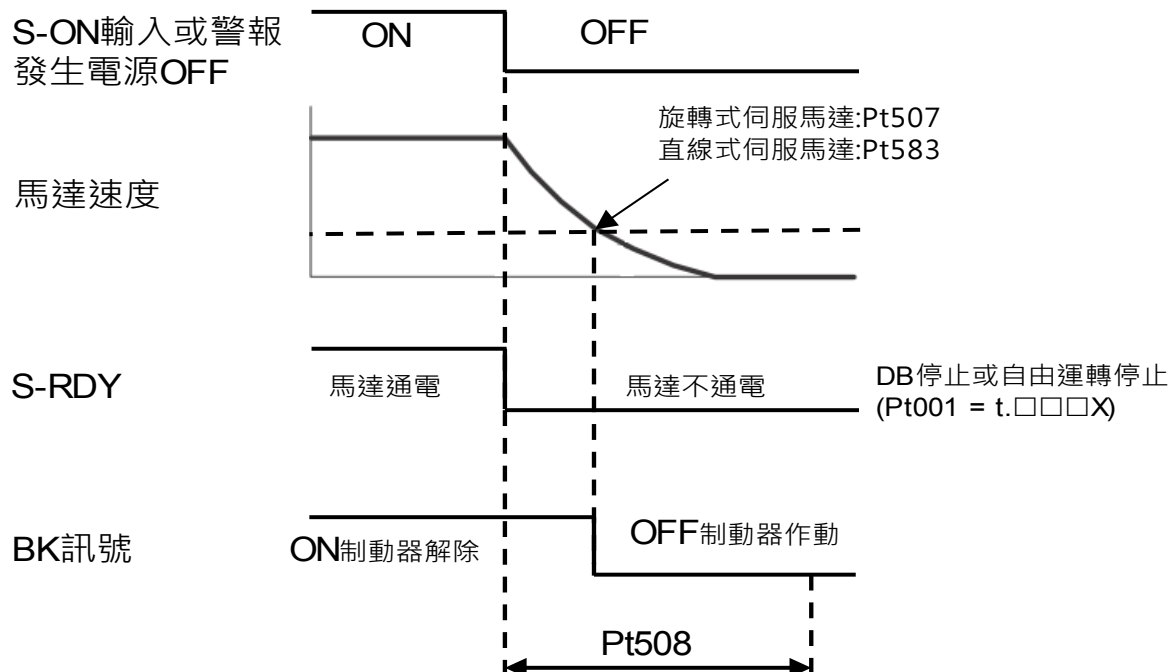 S-ON輸入或警報
發生電源OFF
ON
OFF
旋轉式伺服馬達:Pt507
直線式伺服馬達:Pt583
馬達速度
S-RDY
馬達通電
馬達不通電
DB停止或自由運轉停止
(Pt001 = t.□□□X)
BK訊號
ON制動器解除
OFF制動器作動
Pt508